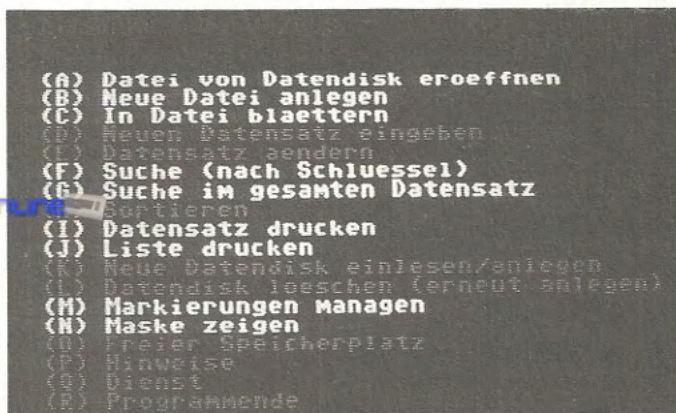 (A) Datei von Datendisk eroeffnen
(B) Neue Datei anlegen
(C) In Datei blaettern
(D) Neuen Datensatz eingeben
(E) Datensatz aendern
(F) Suche (nach Schluessel)
(G) Suche im gesamten Datensatz
Sortieren
(I) Datensatz drucken
(J) Liste drucken
(K) Neue Datendisk einlesen/anlegen
(L) Datendisk loeschen (erneut anlegen)
(M) Markierungen managen
(N) Maske zeigen
(O) Freier Speicherplatz
(P) Hinweise
(Q) Dienst
(R) Programmende